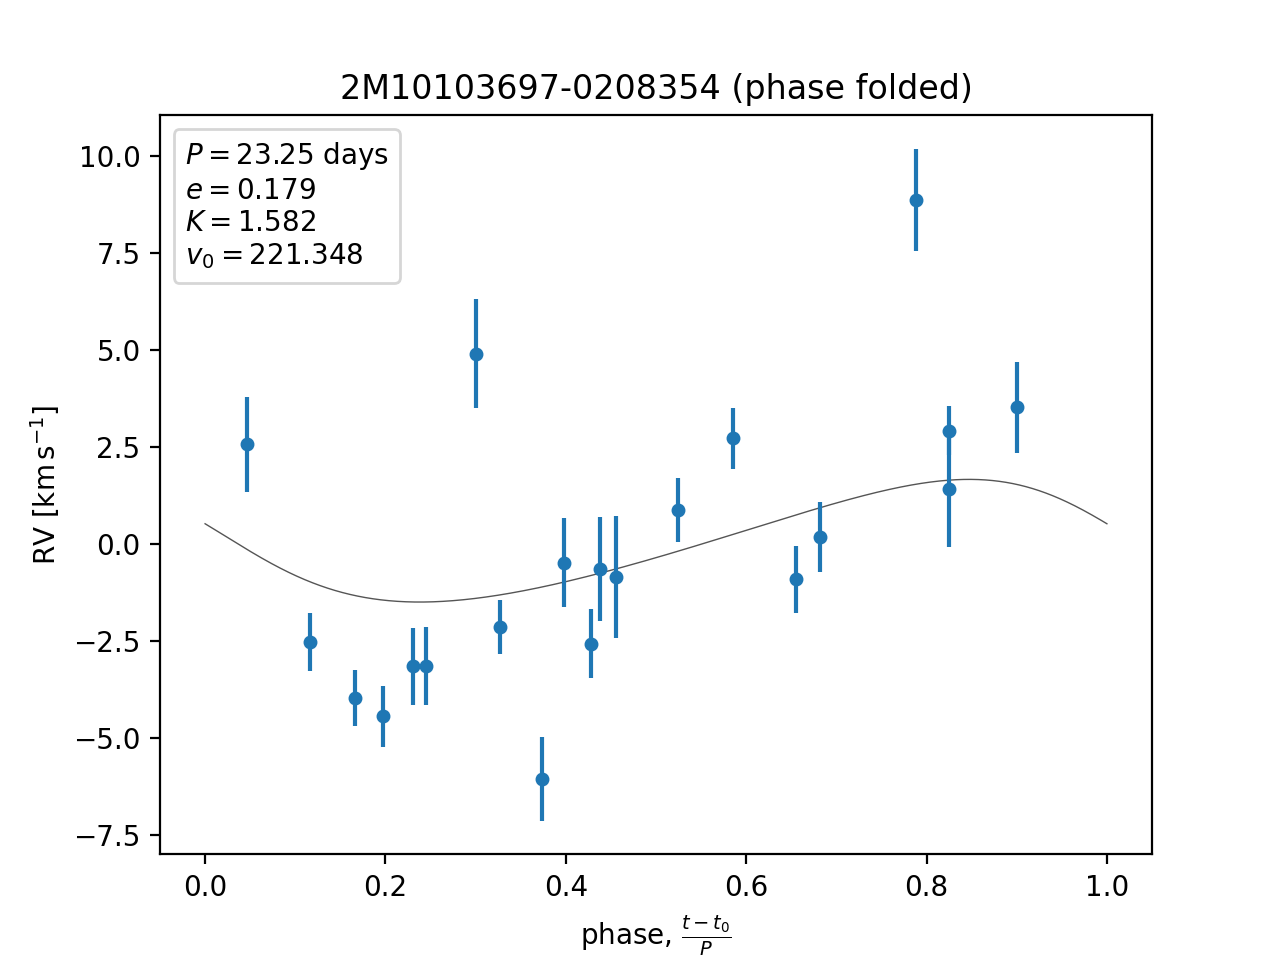 2M10103697-0208354 (phase folded)
P = 23.25 days
e = 0.179
K = 1.582
v₀ = 221.348
10.0
7.5
5.0
2.5
0.0
−2.5
−5.0
−7.5
RV [km s⁻¹]
0.0 0.2 0.4 0.6 0.8 1.0
phase, (t − t₀)/P